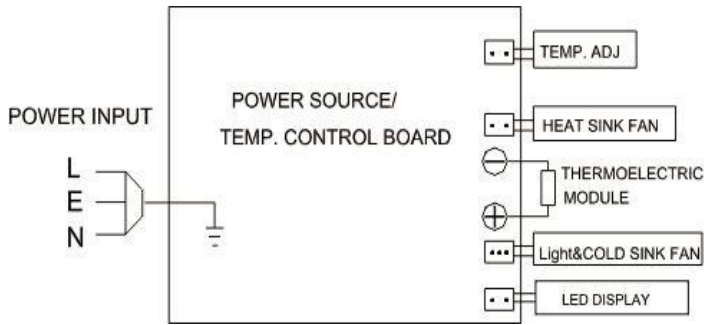 POWER INPUT
L
E
N
POWER SOURCE/
TEMP. CONTROL BOARD
TEMP. ADJ
HEAT SINK FAN
THERMOELECTRIC
MODULE
Light&COLD SINK FAN
LED DISPLAY